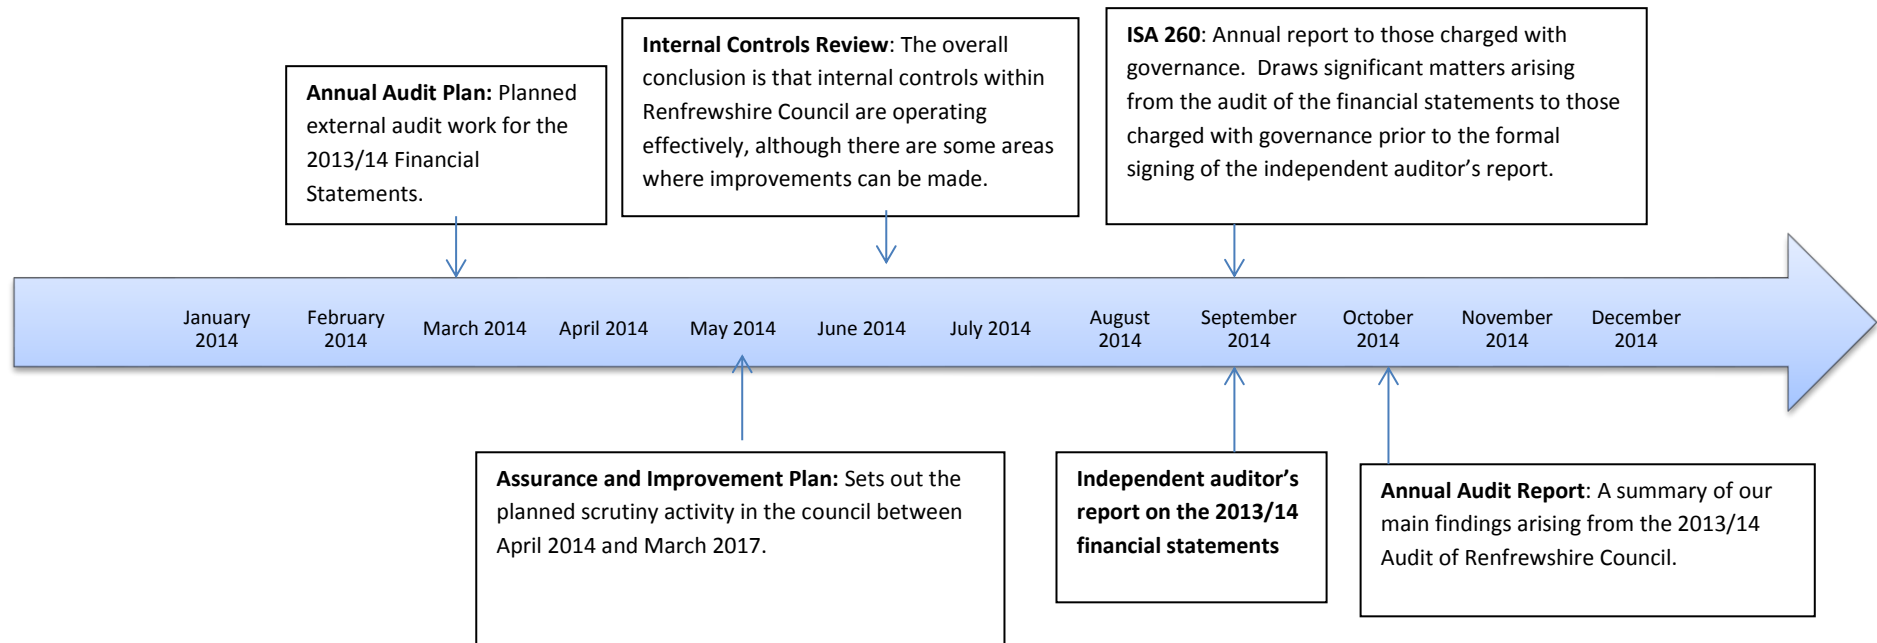 Annual Audit Plan: Planned
external audit work for the
2013/14 Financial
Statements.
Internal Controls Review: The overall
conclusion is that internal controls within
Renfrewshire Council are operating
effectively, although there are some areas
where improvements can be made.
ISA 260: Annual report to those charged with
governance.  Draws significant matters arising
from the audit of the financial statements to those
charged with governance prior to the formal
signing of the independent auditor’s report.
January
2014
February
2014
March 2014
April 2014
May 2014
June 2014
July 2014
August
2014
September
2014
October
2014
November
2014
December
2014
Assurance and Improvement Plan: Sets out the
planned scrutiny activity in the council between
April 2014 and March 2017.
Independent auditor’s
report on the 2013/14
financial statements
Annual Audit Report: A summary of our
main findings arising from the 2013/14
Audit of Renfrewshire Council.